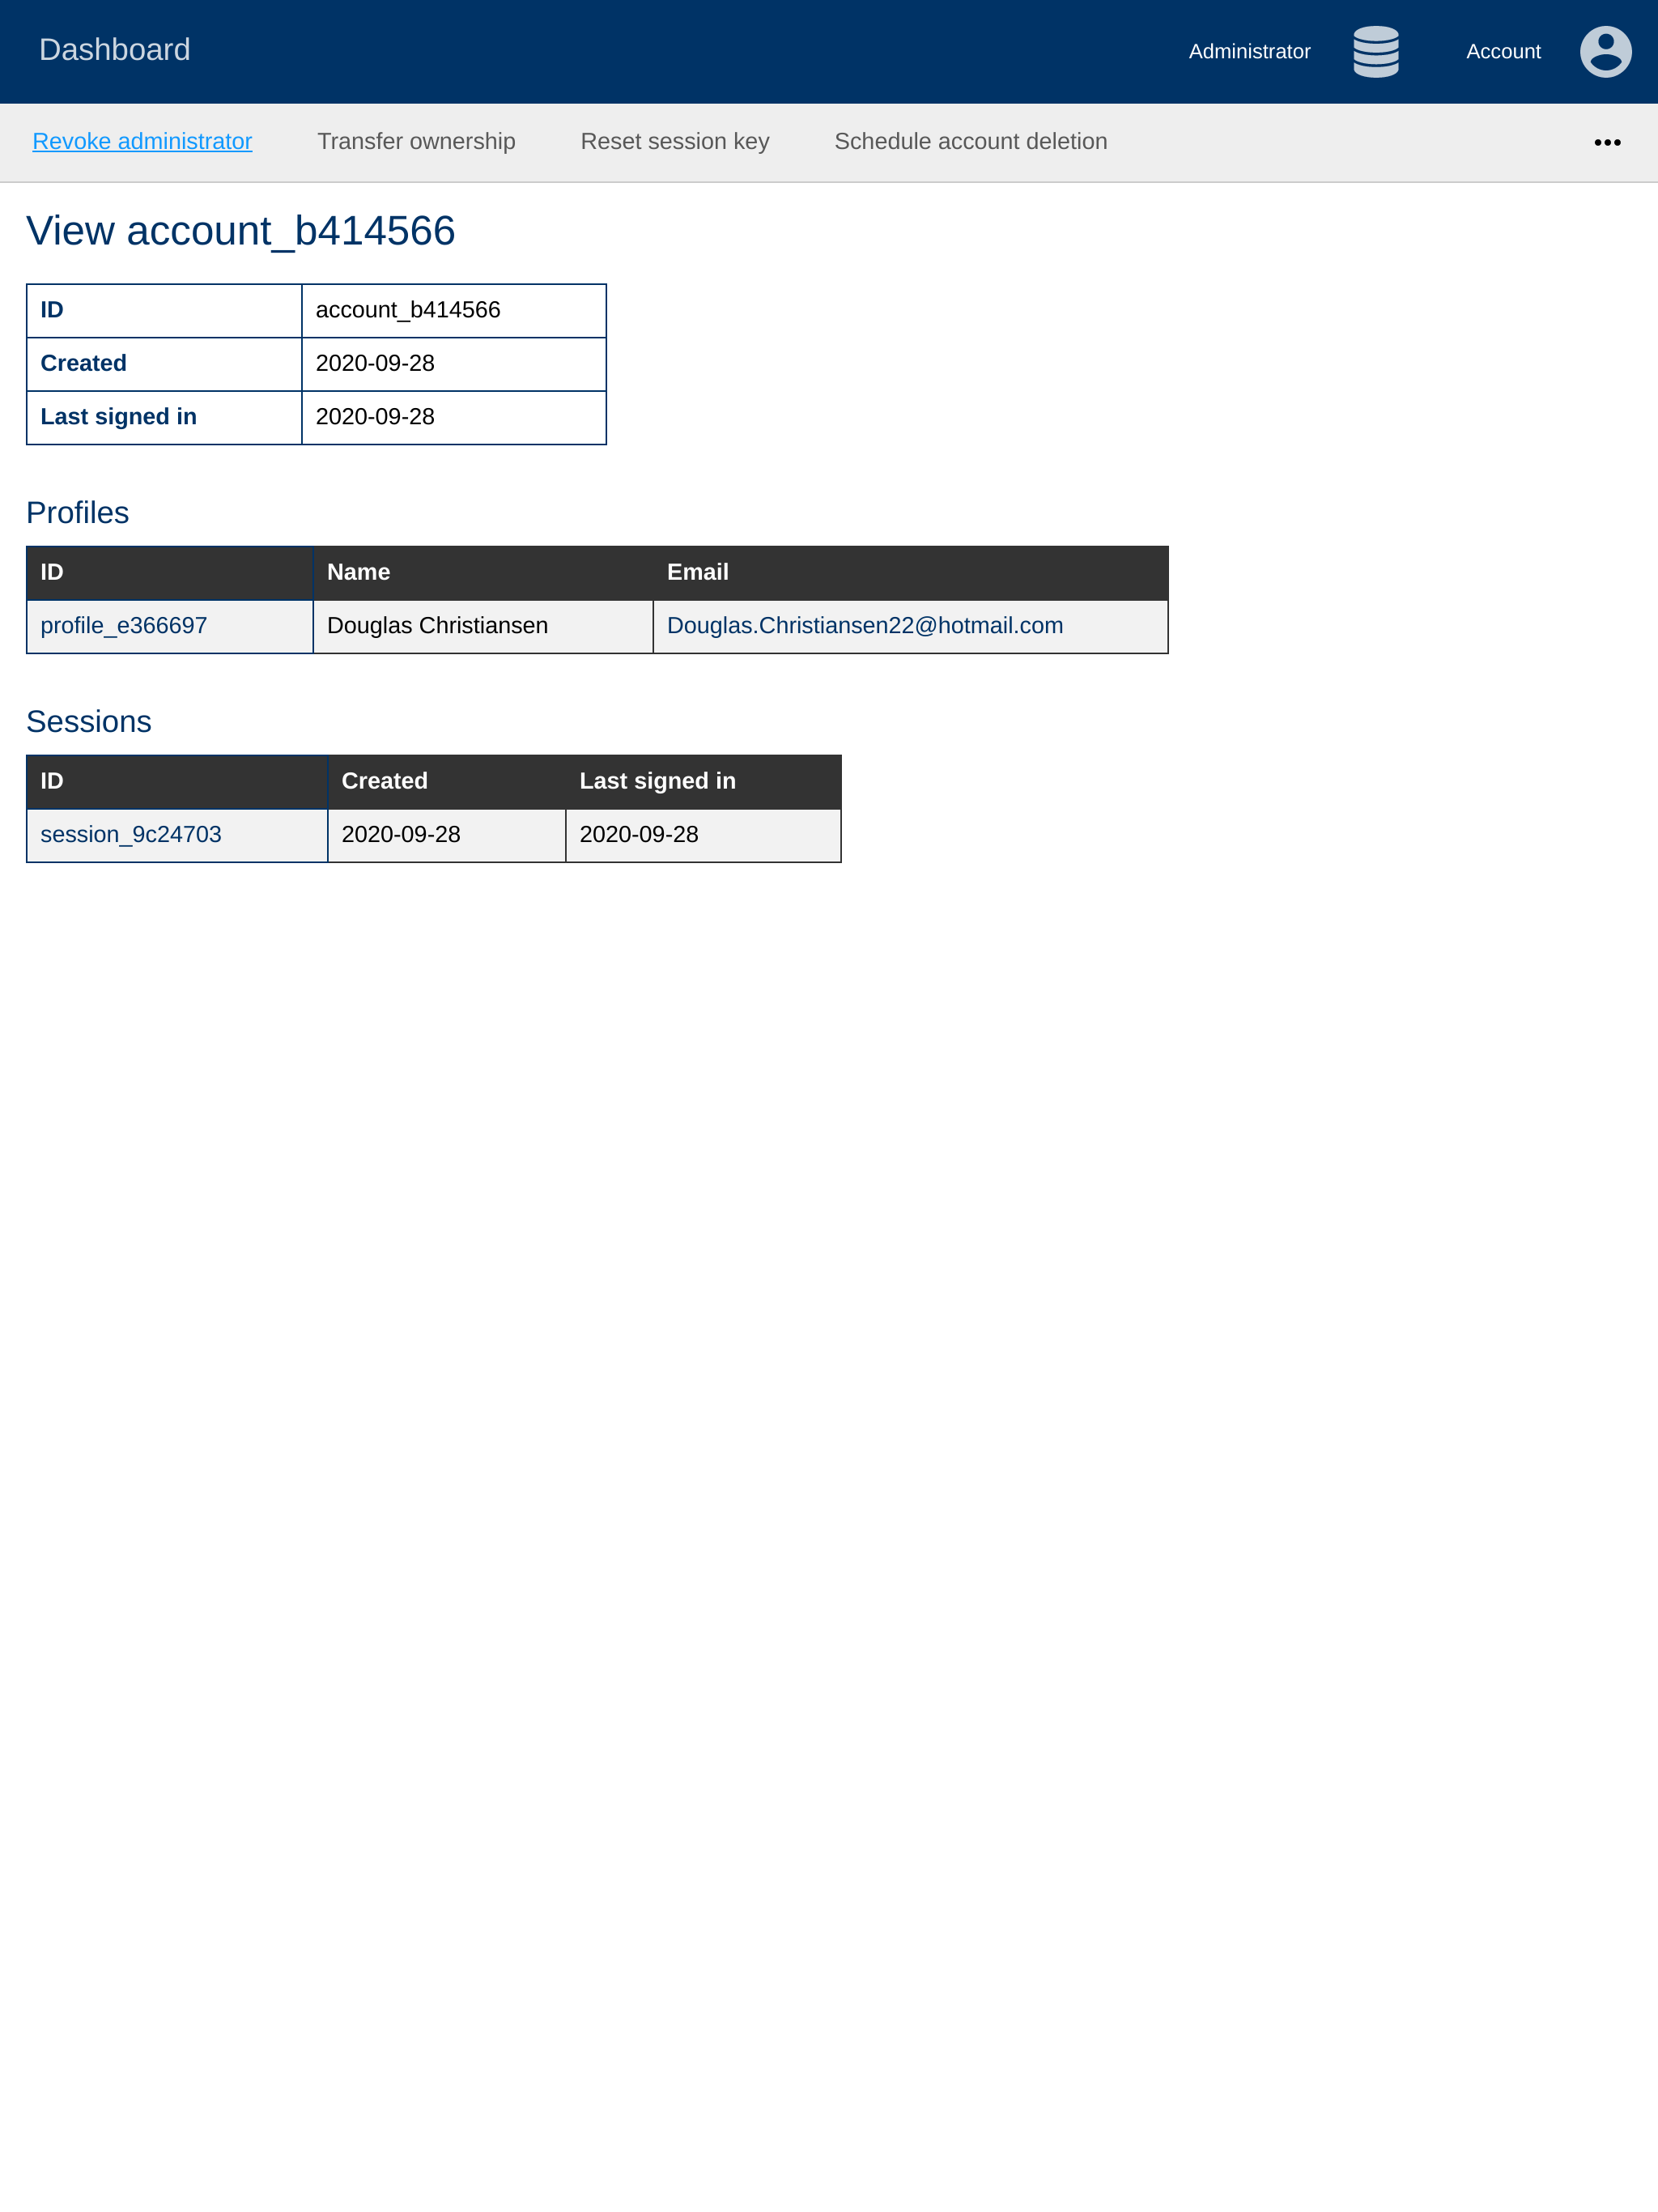 Dashboard Administrator Account
Revoke administrator Transfer ownership Reset session key Schedule account deletion •••
View account_b414566
ID account_b414566
Created 2020-09-28
Last signed in 2020-09-28
Profiles
ID Name Email
profile_e366697 Douglas Christiansen Douglas.Christiansen22@hotmail.com
Sessions
ID Created Last signed in
session_9c24703 2020-09-28 2020-09-28